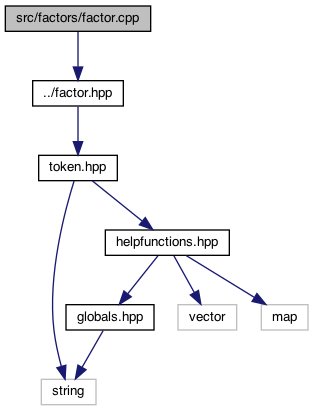 src/factors/factor.cpp
../factor.hpp
token.hpp
helpfunctions.hpp
globals.hpp
vector
map
string